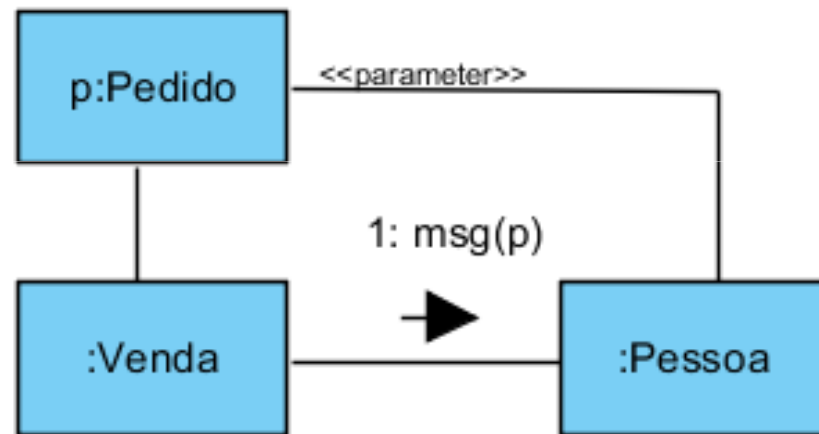 p:Pedido
<<parameter>>
1: msg(p)
:Venda
:Pessoa